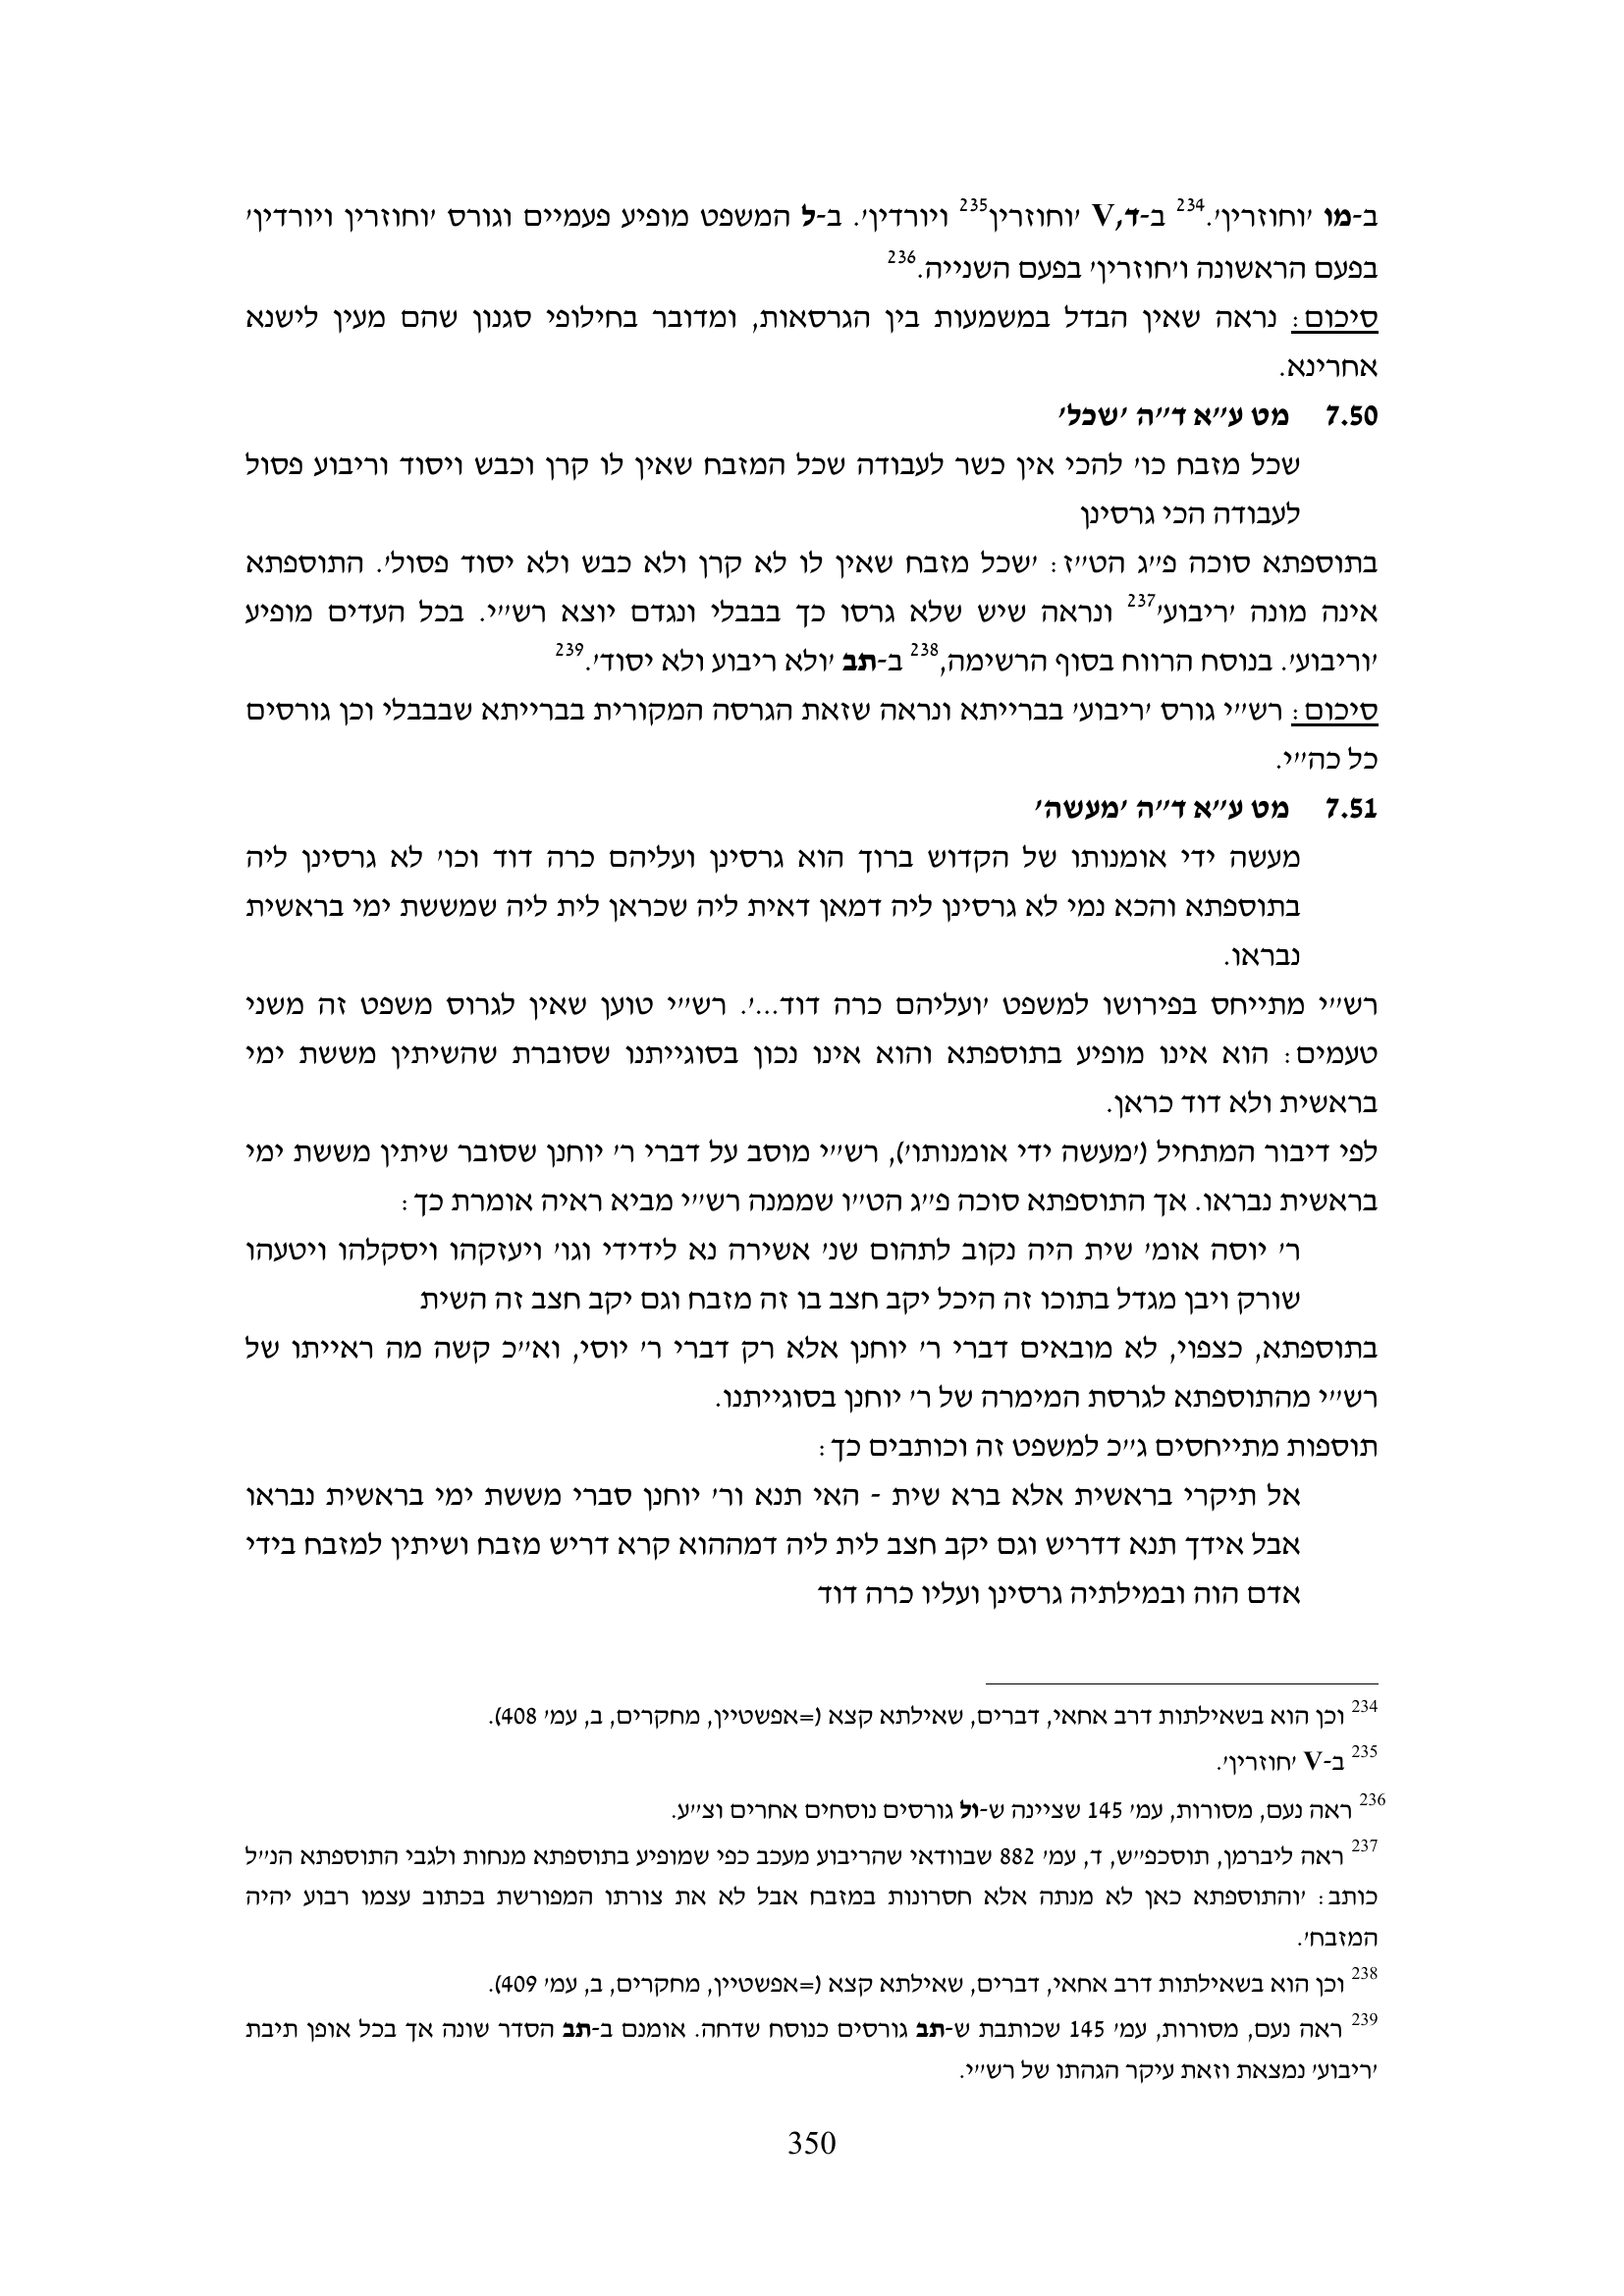 ב-מו 'וחוזרין'.234 ב-ד,V 'וחוזרין235 ויורדין'. ב-ל המשפט מופיע פעמיים וגורס 'וחוזרין ויורדין'
בפעם הראשונה ו'חוזרין' בפעם השנייה.236
סיכום: נראה שאין הבדל במשמעות בין הגרסאות, ומדובר בחילופי סגנון שהם מעין לישנא
אחרינא.
7.50 מט ע"א ד"ה 'שכל'
שכל מזבח כו' להכי אין כשר לעבודה שכל המזבח שאין לו קרן וכבש ויסוד וריבוע פסול
לעבודה הכי גרסינן
בתוספתא סוכה פ"ג הט"ז: 'שכל מזבח שאין לו לא קרן ולא כבש ולא יסוד פסול'. התוספתא
אינה מונה 'ריבוע'237 ונראה שיש שלא גרסו כך בבבלי ונגדם יוצא רש"י. בכל העדים מופיע
'וריבוע'. בנוסח הרווח בסוף הרשימה,238 ב-תב 'ולא ריבוע ולא יסוד'.239
סיכום: רש"י גורס 'ריבוע' בברייתא ונראה שזאת הגרסה המקורית בברייתא שבבבלי וכן גורסים
כל כה"י.
7.51 מט ע"א ד"ה 'מעשה'
מעשה ידי אומנותו של הקדוש ברוך הוא גרסינן ועליהם כרה דוד וכו' לא גרסינן ליה
בתוספתא והכא נמי לא גרסינן ליה דמאן דאית ליה שכראן לית ליה שמששת ימי בראשית
נבראו.
רש"י מתייחס בפירושו למשפט 'ועליהם כרה דוד...'. רש"י טוען שאין לגרוס משפט זה משני
טעמים: הוא אינו מופיע בתוספתא והוא אינו נכון בסוגייתנו שסוברת שהשיתין מששת ימי
בראשית ולא דוד כראן.
לפי דיבור המתחיל ('מעשה ידי אומנותו'), רש"י מוסב על דברי ר' יוחנן שסובר שיתין מששת ימי
בראשית נבראו. אך התוספתא סוכה פ"ג הט"ו שממנה רש"י מביא ראיה אומרת כך:
ר' יוסה אומ' שית היה נקוב לתהום שנ' אשירה נא לידידי וגו' ויעזקהו ויסקלהו ויטעהו
שורק ויבן מגדל בתוכו זה היכל יקב חצב בו זה מזבח וגם יקב חצב זה השית
בתוספתא, כצפוי, לא מובאים דברי ר' יוחנן אלא רק דברי ר' יוסי, וא"כ קשה מה ראייתו של
רש"י מהתוספתא לגרסת המימרה של ר' יוחנן בסוגייתנו.
תוספות מתייחסים ג"כ למשפט זה וכותבים כך:
אל תיקרי בראשית אלא ברא שית - האי תנא ור' יוחנן סברי מששת ימי בראשית נבראו
אבל אידך תנא דדריש וגם יקב חצב לית ליה דמההוא קרא דריש מזבח ושיתין למזבח בידי
אדם הוה ובמילתיה גרסינן ועליו כרה דוד
234 וכן הוא בשאילתות דרב אחאי, דברים, שאילתא קצא (=אפשטיין, מחקרים, ב, עמ' 408).
235 ב-V 'חוזרין'.
236 ראה נעם, מסורות, עמ' 145 שציינה ש-ול גורסים נוסחים אחרים וצ"ע.
237 ראה ליברמן, תוסכפ"ש, ד, עמ' 882 שבוודאי שהריבוע מעכב כפי שמופיע בתוספתא מנחות ולגבי התוספתא הנ"ל
כותב: 'והתוספתא כאן לא מנתה אלא חסרונות במזבח אבל לא את צורתו המפורשת בכתוב עצמו רבוע יהיה
המזבח'.
238 וכן הוא בשאילתות דרב אחאי, דברים, שאילתא קצא (=אפשטיין, מחקרים, ב, עמ' 409).
239 ראה נעם, מסורות, עמ' 145 שכותבת ש-תב גורסים כנוסח שדחה. אומנם ב-תב הסדר שונה אך בכל אופן תיבת
'ריבוע' נמצאת וזאת עיקר הגהתו של רש"י.
350